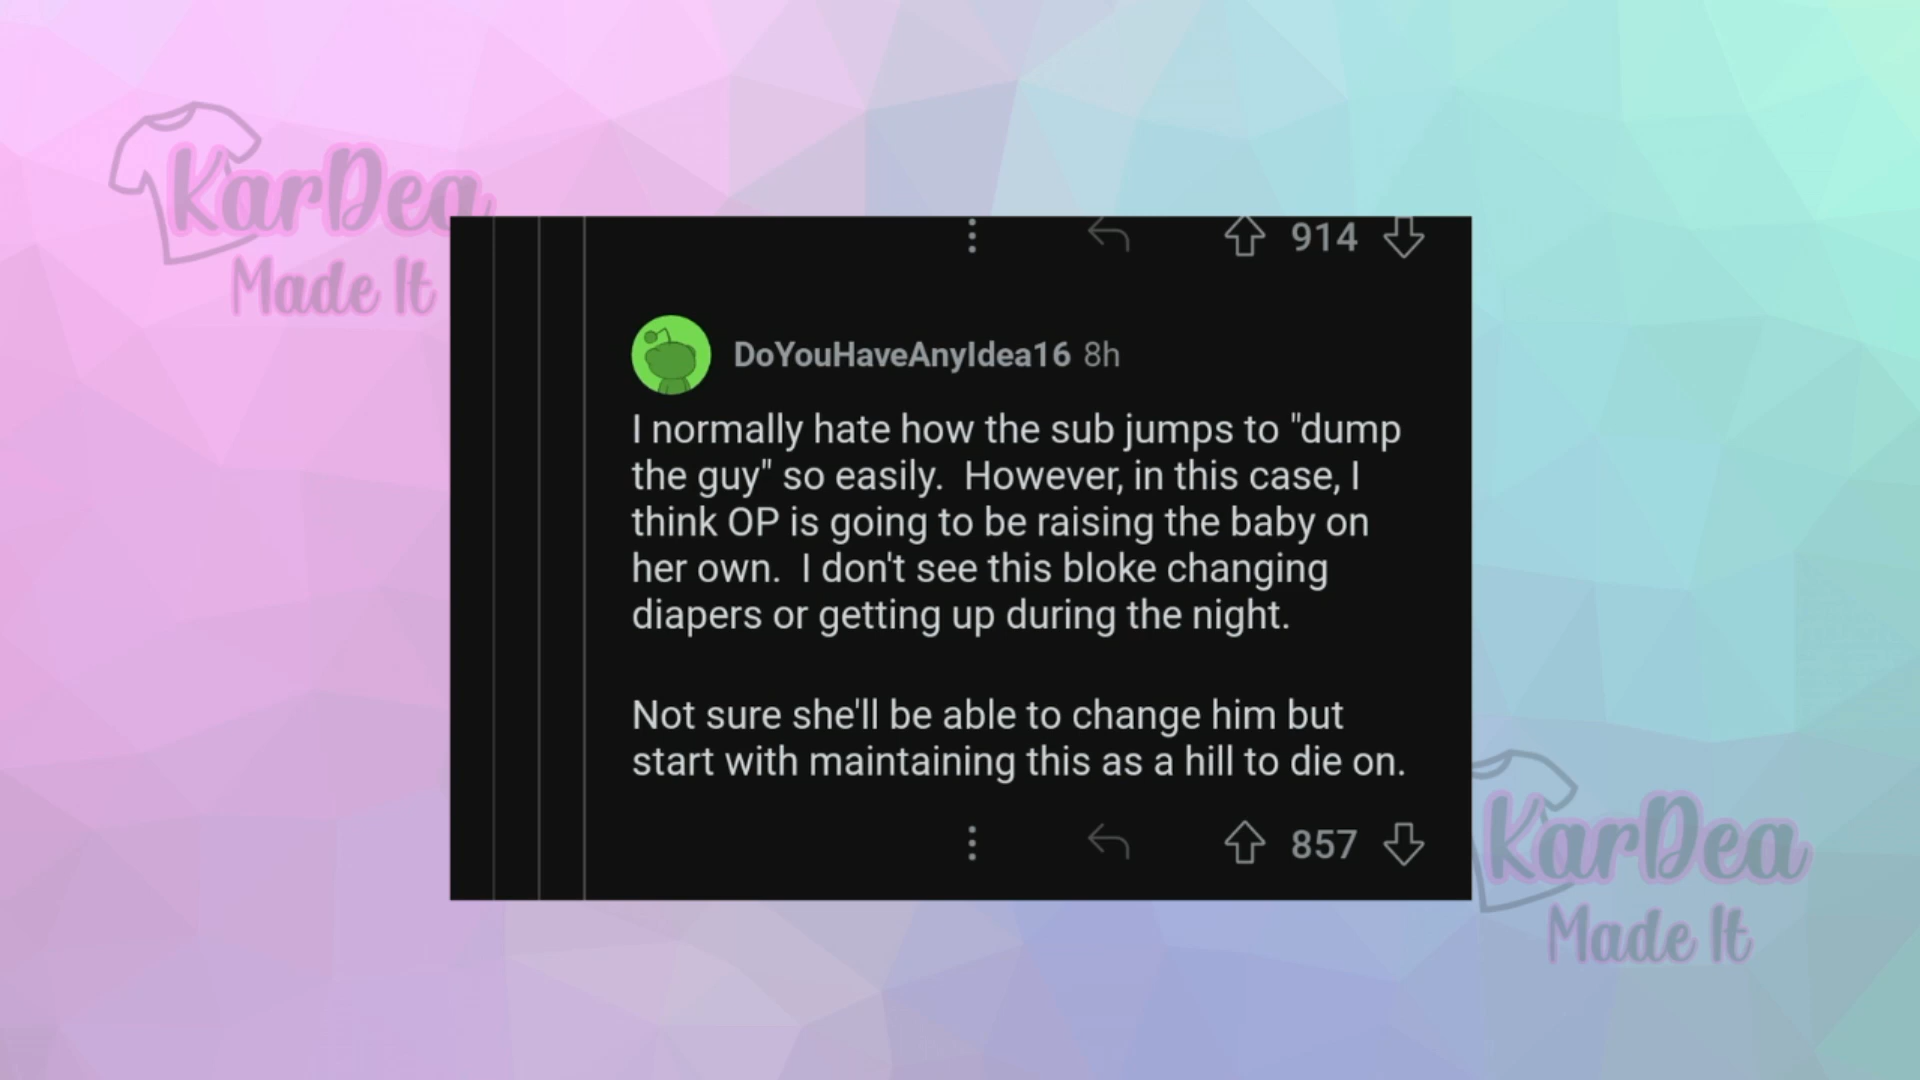 KarDea
Made It
914
DoYouHaveAnyIdea16 8h
I normally hate how the sub jumps to "dump
the guy" so easily.  However, in this case, I
think OP is going to be raising the baby on
her own.  I don't see this bloke changing
diapers or getting up during the night.
Not sure she'll be able to change him but
start with maintaining this as a hill to die on.
857
KarDea
Made It